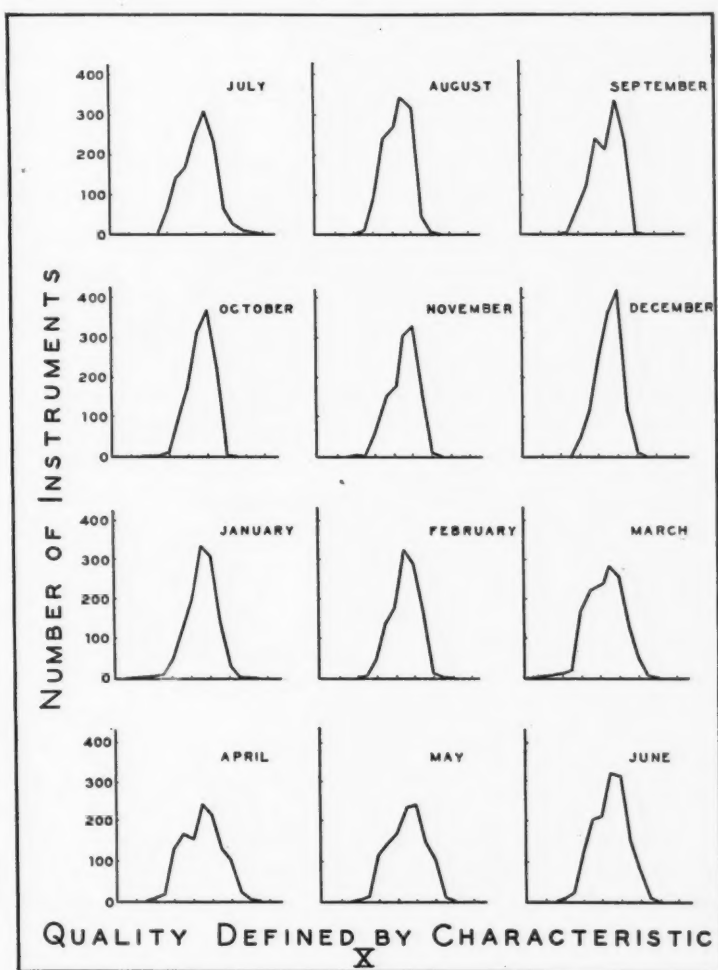 400
300
200
100
0
JULY
AUGUST
SEPTEMBER
400
300
200
100
0
OCTOBER
NOVEMBER
DECEMBER
400
300
200
100
0
JANUARY
FEBRUARY
MARCH
400
300
200
100
0
APRIL
MAY
JUNE
NUMBER OF INSTRUMENTS
QUALITY DEFINED BY CHARACTERISTIC
X